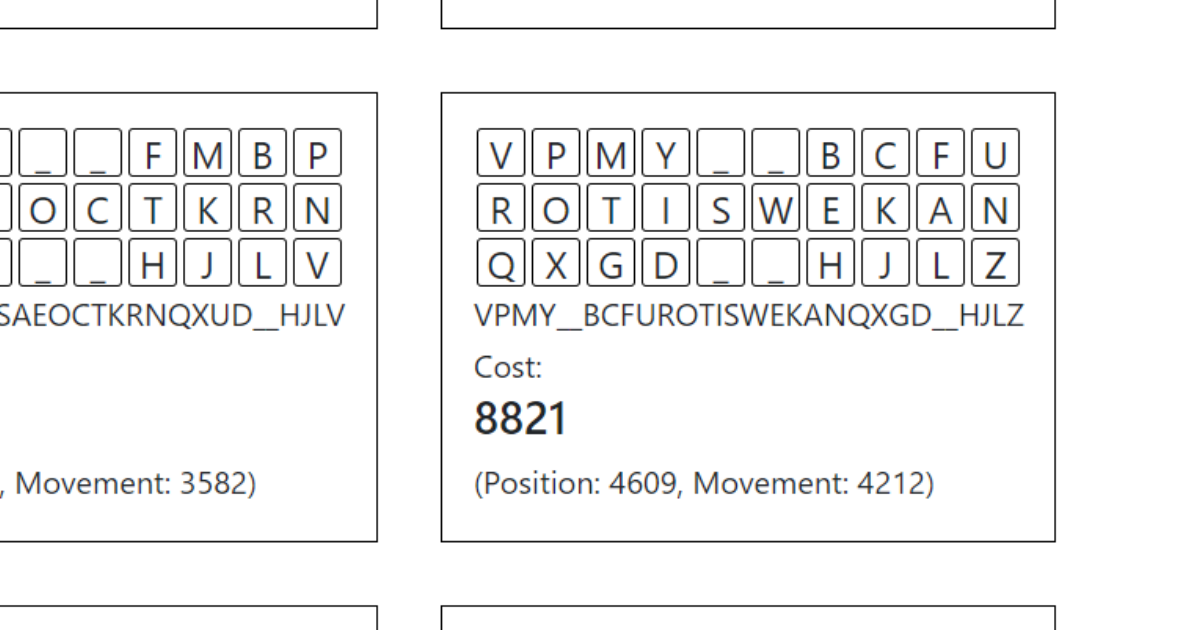 _ _ F M B P
O C T K R N
_ _ H J L V
SAEOCTKRNQXUD__HJLV
, Movement: 3582)
V P M Y _ _ B C F U
R O T I S W E K A N
Q X G D _ _ H J L Z
VPMY__BCFUROTISWEKANQXGD__HJLZ
Cost:
8821
(Position: 4609, Movement: 4212)